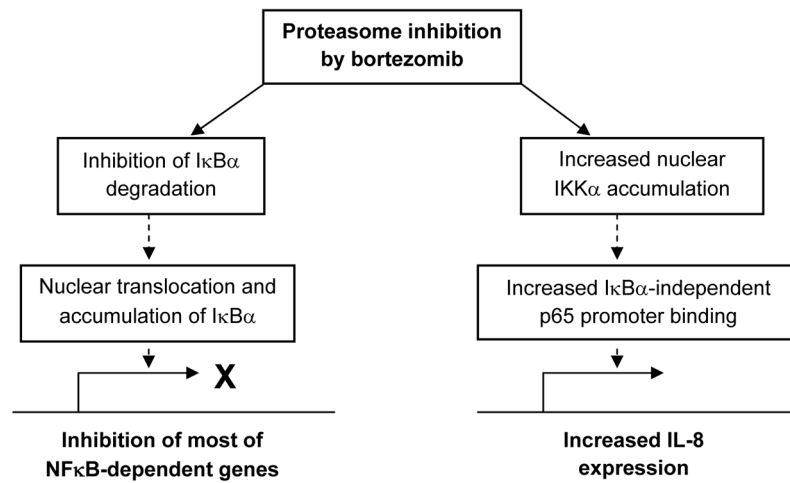 Proteasome inhibition
by bortezomib
Inhibition of IκBα
degradation
Nuclear translocation and
accumulation of IκBα
X
Inhibition of most of
NFκB-dependent genes
Increased nuclear
IKKα accumulation
Increased IκBα-independent
p65 promoter binding
Increased IL-8
expression